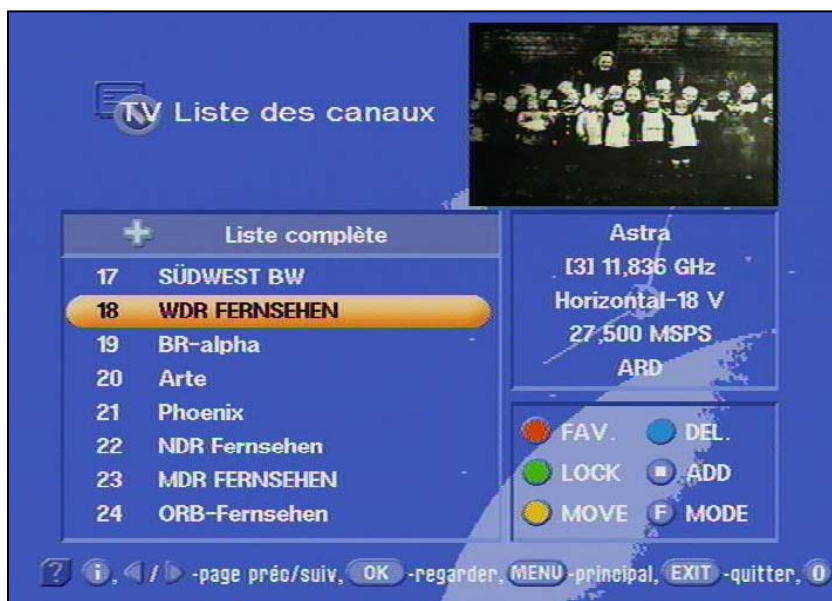 TV Liste des canaux
Liste complète
17 SÜDWEST BW
18 WDR FERNSEHEN
19 BR-alpha
20 Arte
21 Phoenix
22 NDR Fernsehen
23 MDR FERNSEHEN
24 ORB-Fernsehen
Astra
[3] 11,836 GHz
Horizontal-18 V
27,500 MSPS
ARD
FAV. DEL.
LOCK ADD
MOVE F MODE
? i, / -page préc/suiv, OK -regarder, MENU -principal, EXIT -quitter, 0